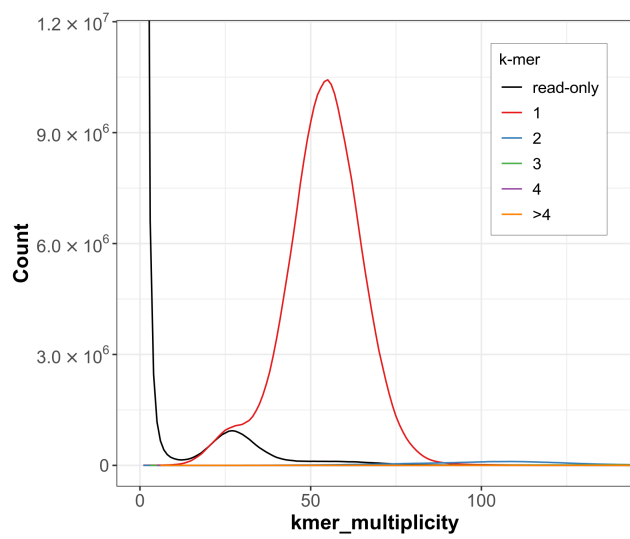 1.2 × 10⁷
9.0 × 10⁶
6.0 × 10⁶
3.0 × 10⁶
0
Count
k-mer
read-only
1
2
3
4
>4
0 50 100
kmer_multiplicity